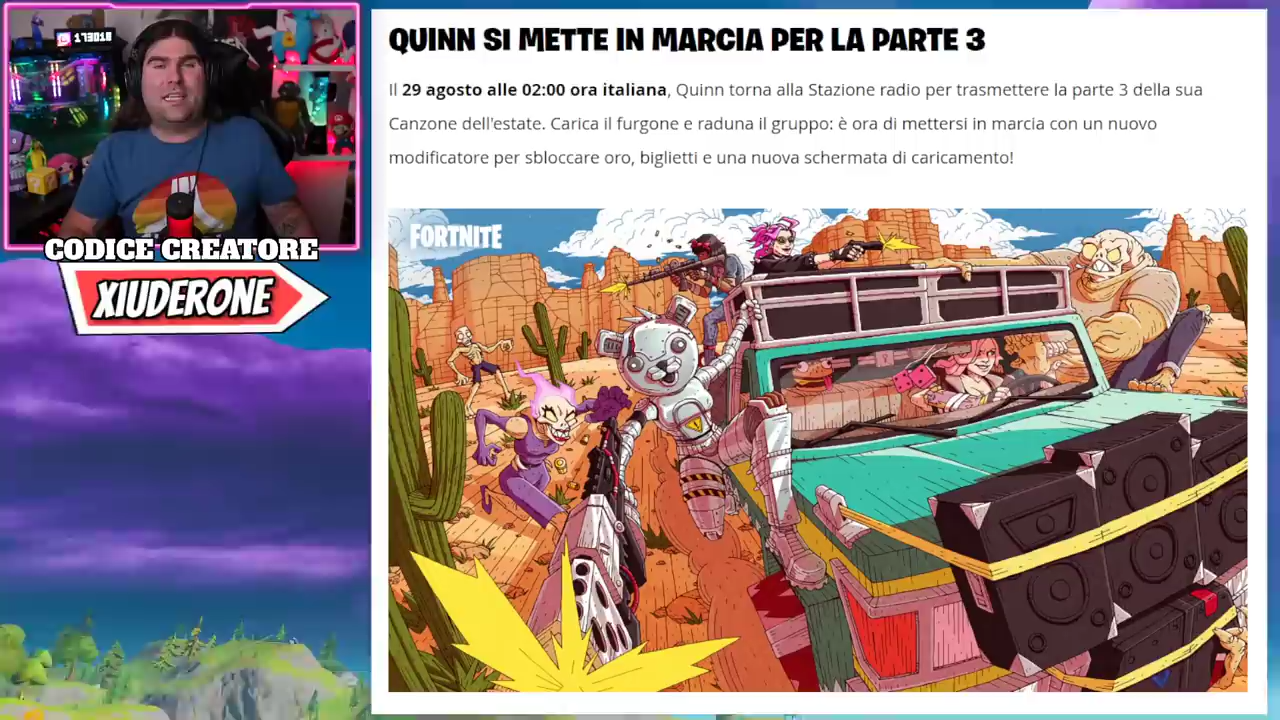 173018
CODICE CREATORE
XIUDERONE
QUINN SI METTE IN MARCIA PER LA PARTE 3
Il 29 agosto alle 02:00 ora italiana, Quinn torna alla Stazione radio per trasmettere la parte 3 della sua
Canzone dell'estate. Carica il furgone e raduna il gruppo: è ora di mettersi in marcia con un nuovo
modificatore per sbloccare oro, biglietti e una nuova schermata di caricamento!
FORTNITE